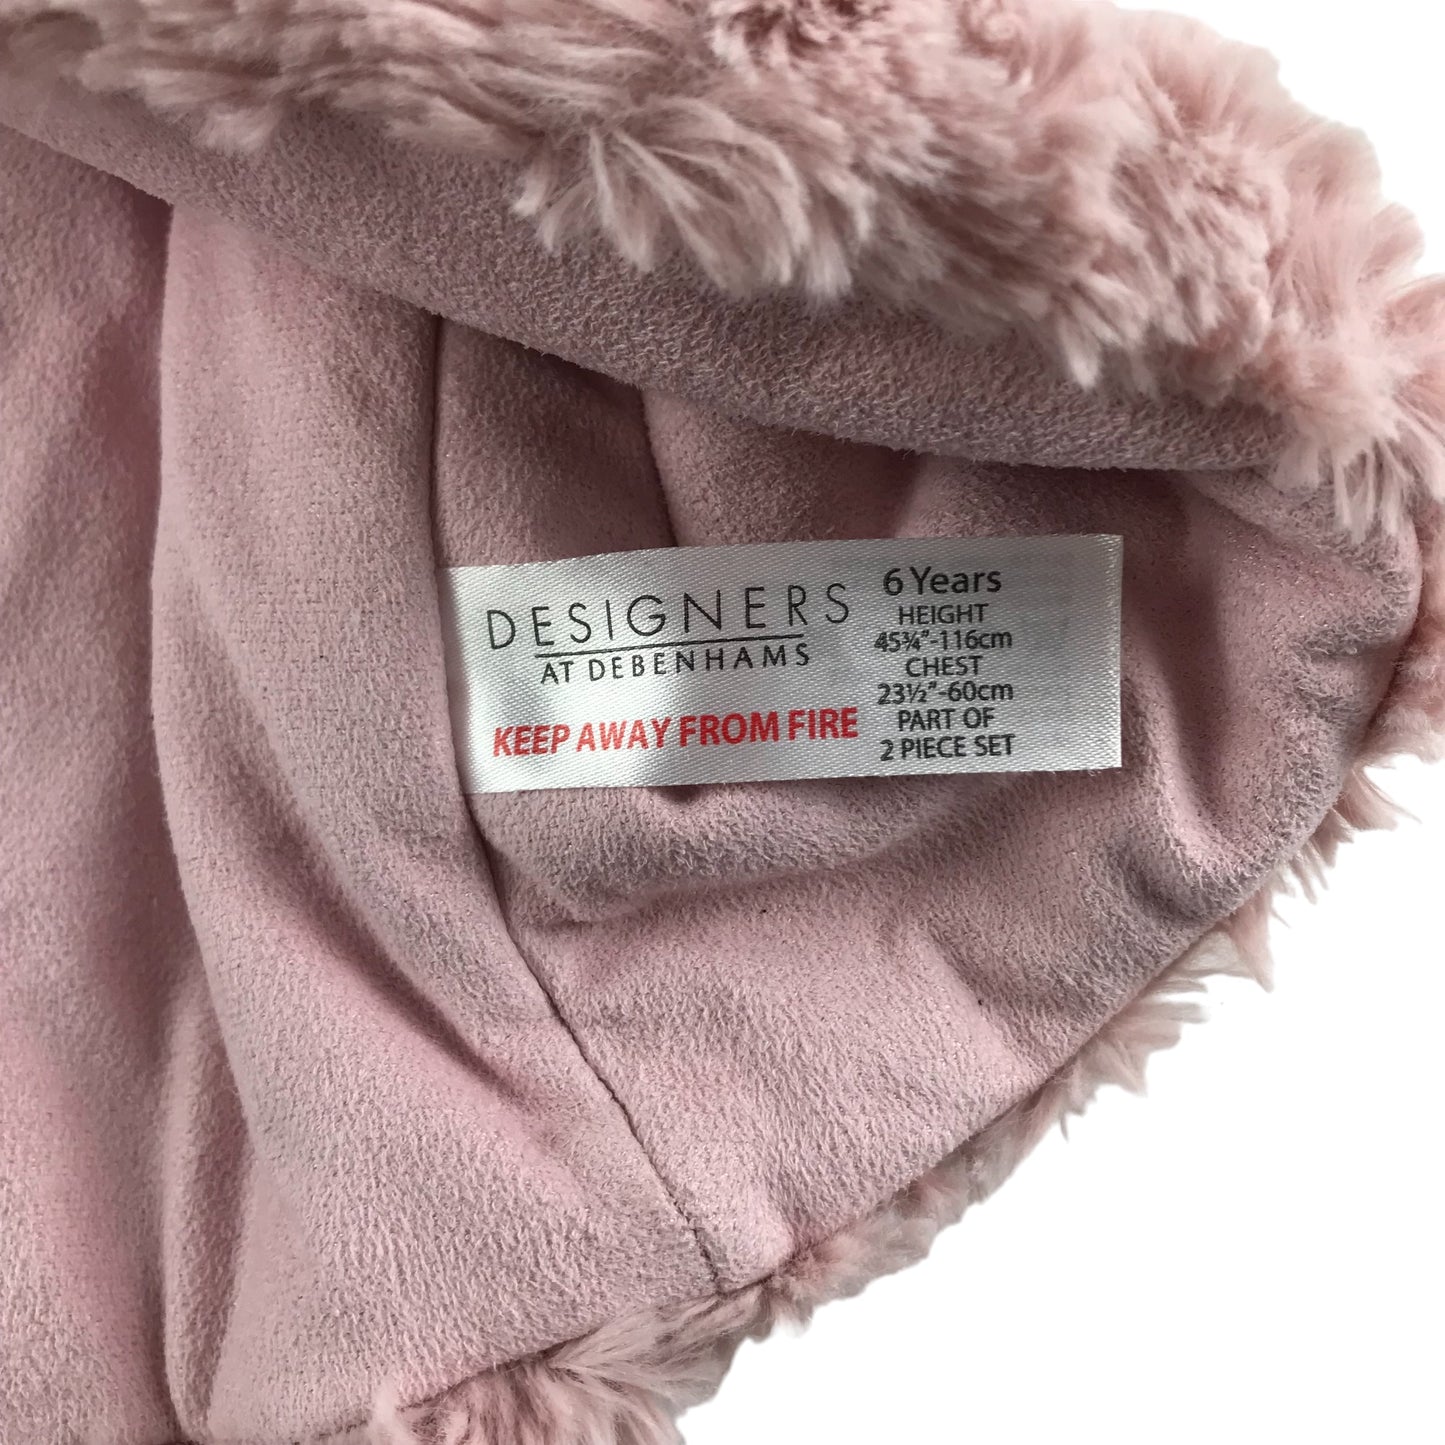 DESIGNERS
AT DEBENHAMS
KEEP AWAY FROM FIRE
6 Years
HEIGHT
45¾"-116cm
CHEST
23½"-60cm
PART OF
2 PIECE SET